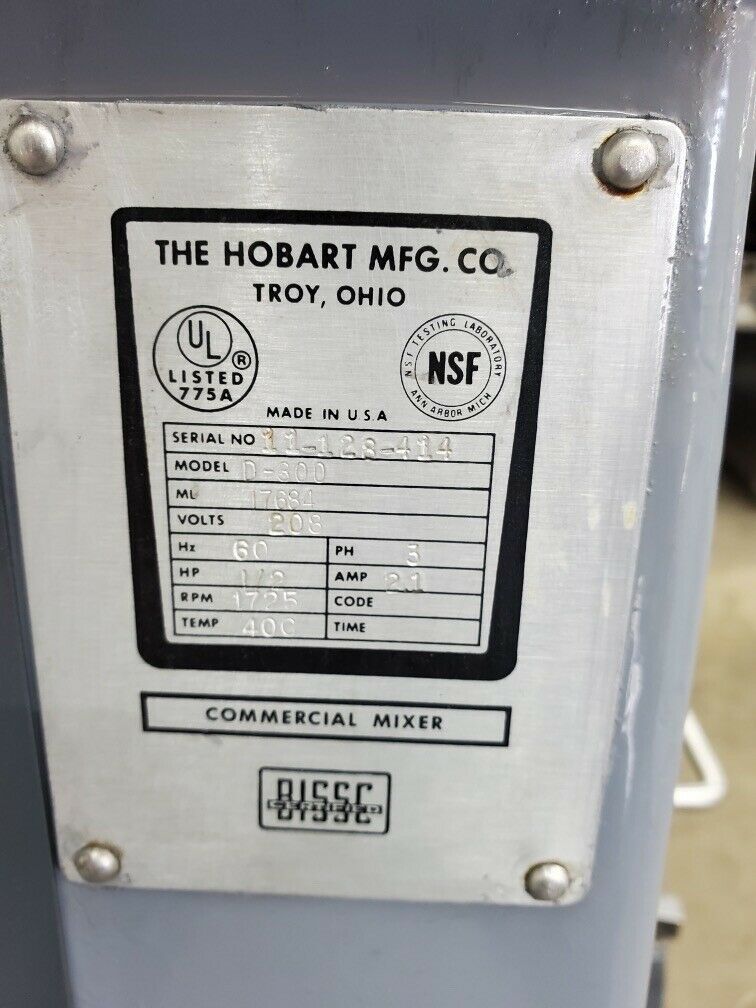 THE HOBART MFG. CO.
TROY, OHIO
UL ®
LISTED
775A
NSF TESTING LABORATORY
NSF
ANN ARBOR MICH
MADE IN U.S.A
SERIAL NO 11-128-414
MODEL D-300
ML 17684
VOLTS 208
Hz 60 PH 3
HP 1/2 AMP 2.1
RPM 1725 CODE
TEMP 40C TIME
COMMERCIAL MIXER
BISSC
CERTIFIED